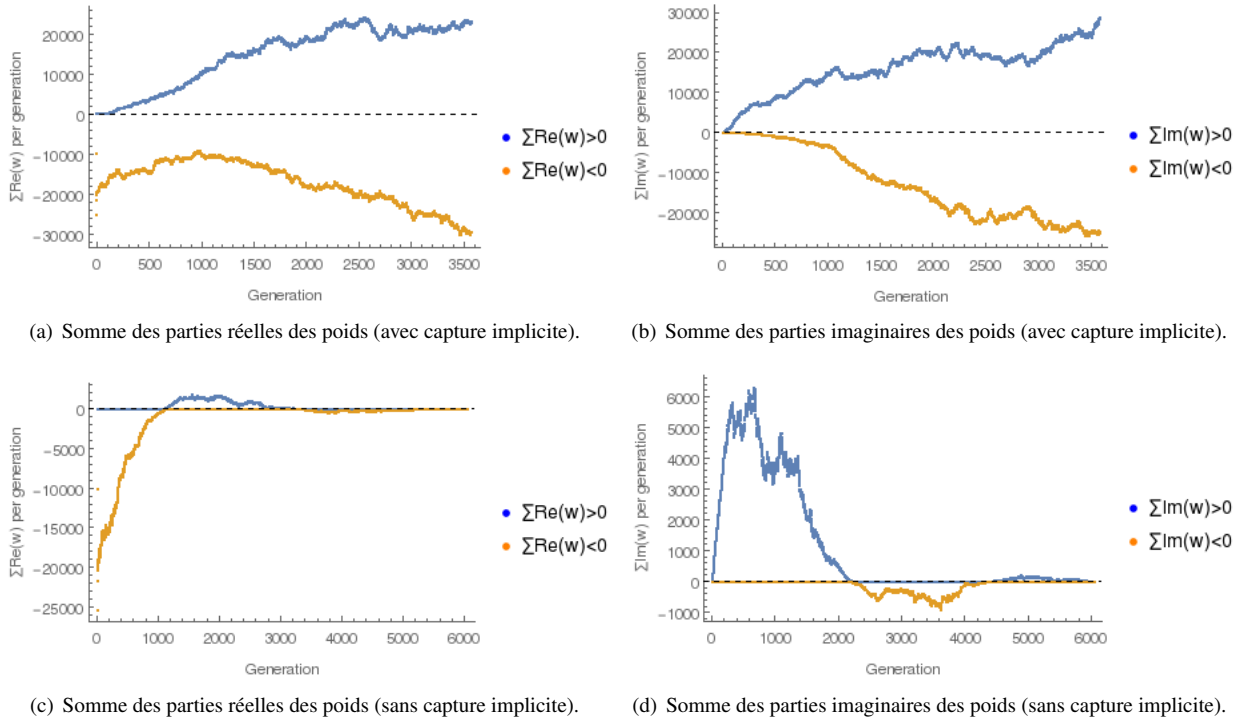 20000
10000
0
−10000
−20000
−30000
∑Re(w) per generation
0 500 1000 1500 2000 2500 3000 3500
Generation
∑Re(w)>0
∑Re(w)<0
(a) Somme des parties réelles des poids (avec capture implicite).
30000
20000
10000
0
−10000
−20000
∑Im(w) per generation
0 500 1000 1500 2000 2500 3000 3500
Generation
∑Im(w)>0
∑Im(w)<0
(b) Somme des parties imaginaires des poids (avec capture implicite).
0
−5000
−10000
−15000
−20000
−25000
∑Re(w) per generation
0 1000 2000 3000 4000 5000 6000
Generation
∑Re(w)>0
∑Re(w)<0
(c) Somme des parties réelles des poids (sans capture implicite).
6000
5000
4000
3000
2000
1000
0
−1000
∑Im(w) per generation
0 1000 2000 3000 4000 5000 6000
Generation
∑Im(w)>0
∑Im(w)<0
(d) Somme des parties imaginaires des poids (sans capture implicite).